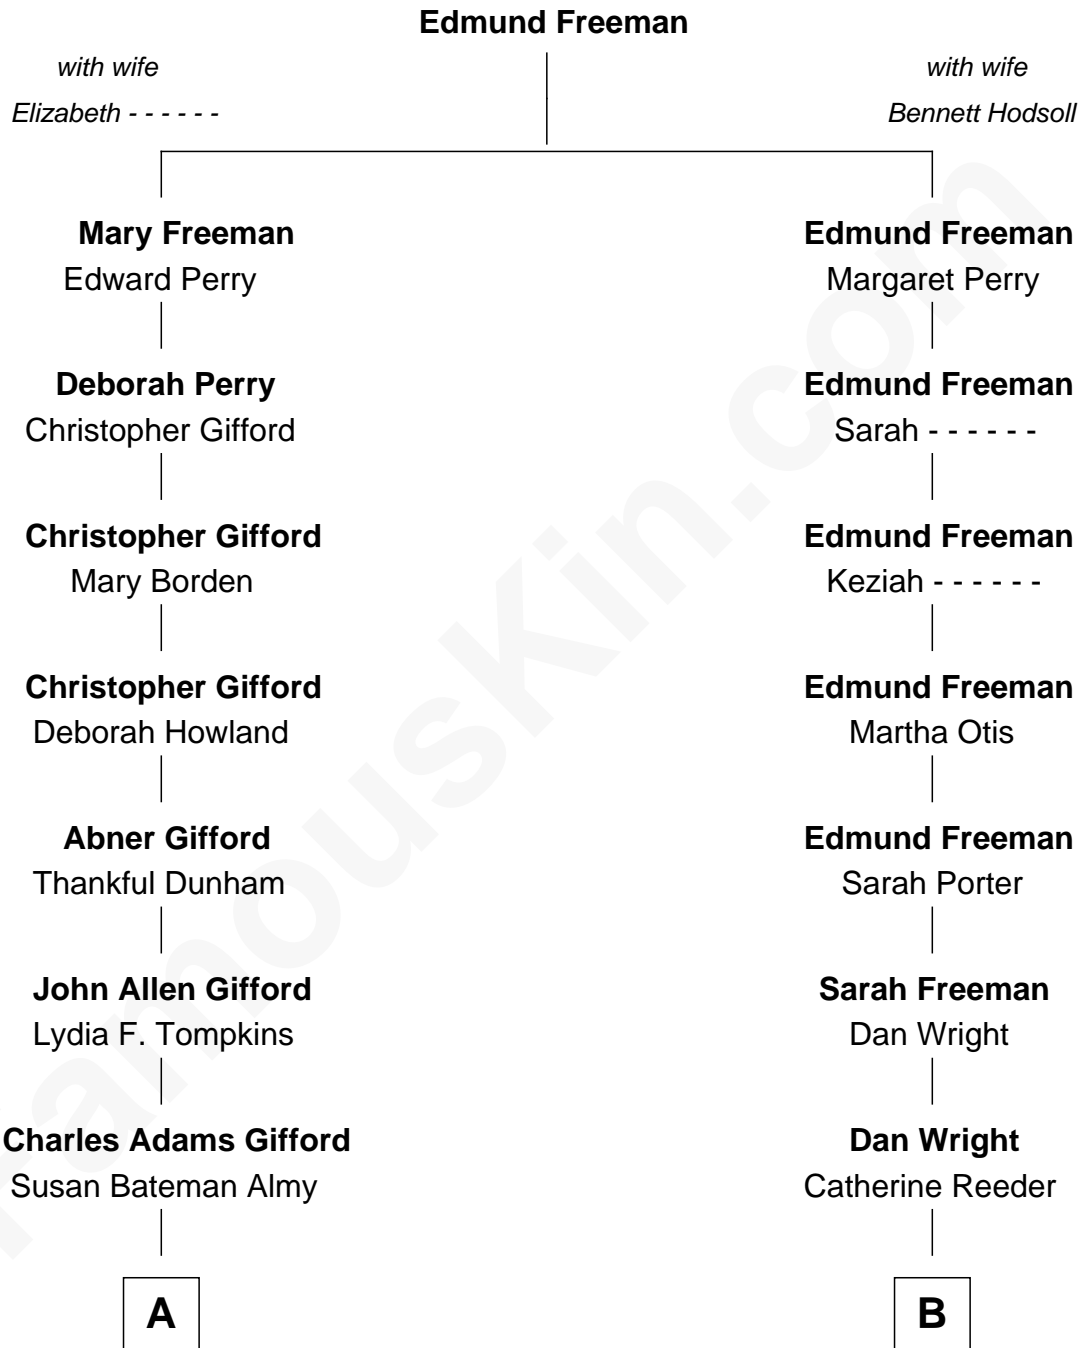 Edmund Freeman
with wife
Elizabeth - - - - - -
with wife
Bennett Hodsoll
Mary Freeman
Edward Perry
Edmund Freeman
Margaret Perry
Deborah Perry
Christopher Gifford
Edmund Freeman
Sarah - - - - - -
Christopher Gifford
Mary Borden
Edmund Freeman
Keziah - - - - - -
Christopher Gifford
Deborah Howland
Edmund Freeman
Martha Otis
Abner Gifford
Thankful Dunham
Edmund Freeman
Sarah Porter
John Allen Gifford
Lydia F. Tompkins
Sarah Freeman
Dan Wright
Charles Adams Gifford
Susan Bateman Almy
Dan Wright
Catherine Reeder
A
B
FamousKin.com